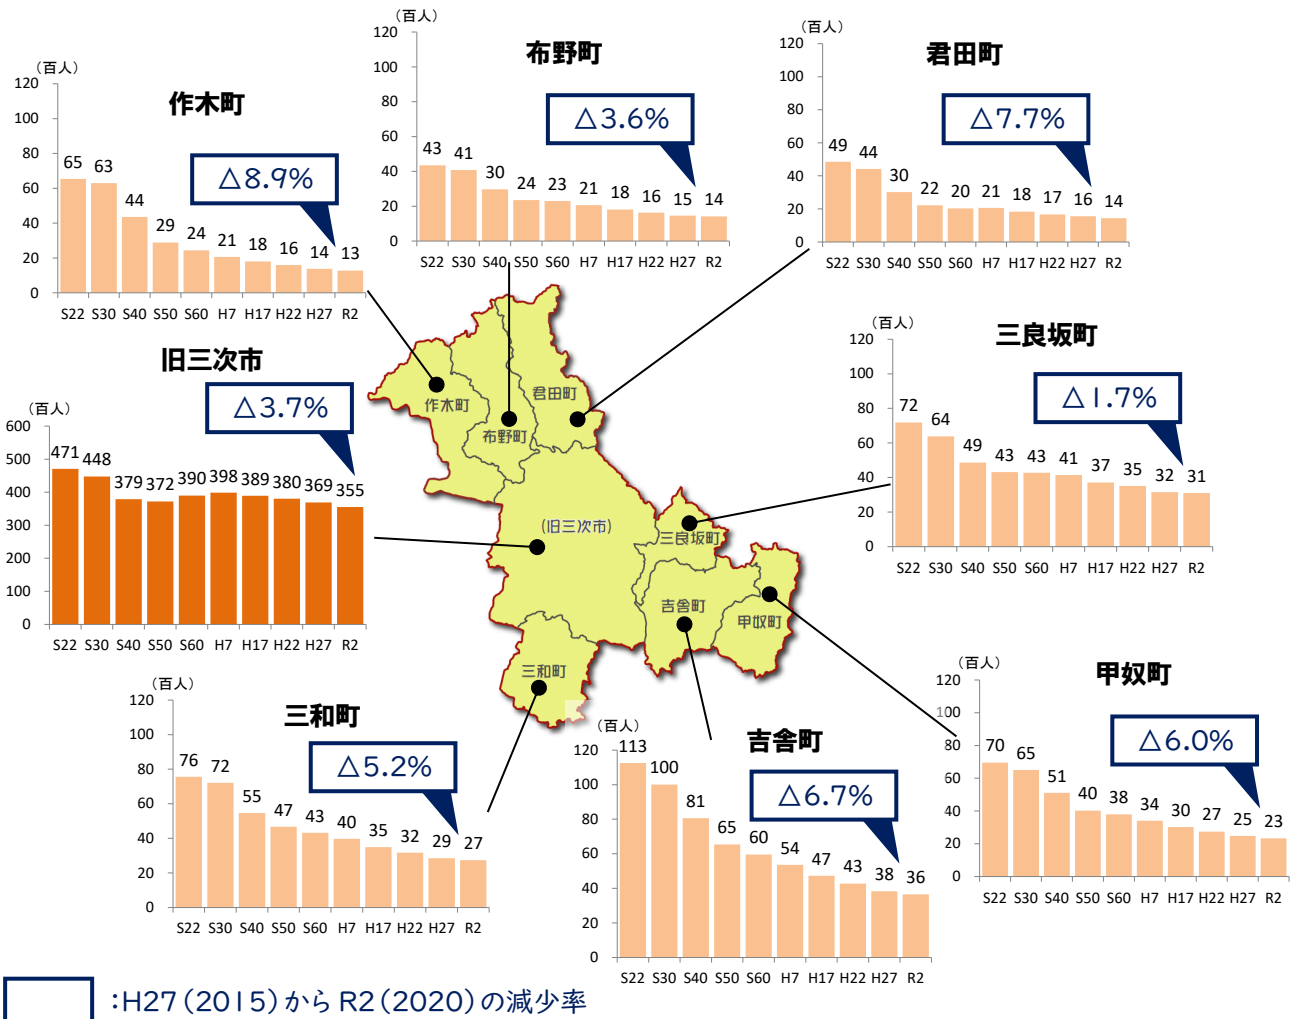 作木町
（百人）
120
100
80
60
40
20
0
65 63 44 29 24 21 18 16 14 13
S22 S30 S40 S50 S60 H7 H17 H22 H27 R2
△8.9%
布野町
（百人）
120
100
80
60
40
20
0
43 41 30 24 23 21 18 16 15 14
S22 S30 S40 S50 S60 H7 H17 H22 H27 R2
△3.6%
君田町
（百人）
120
100
80
60
40
20
0
49 44 30 22 20 21 18 17 16 14
S22 S30 S40 S50 S60 H7 H17 H22 H27 R2
△7.7%
旧三次市
（百人）
600
500
400
300
200
100
0
471 448 379 372 390 398 389 380 369 355
S22 S30 S40 S50 S60 H7 H17 H22 H27 R2
△3.7%
三良坂町
（百人）
120
100
80
60
40
20
0
72 64 49 43 43 41 37 35 32 31
S22 S30 S40 S50 S60 H7 H17 H22 H27 R2
△1.7%
作木町
布野町
君田町
(旧三次市)
三良坂町
吉舎町
甲奴町
三和町
三和町
（百人）
120
100
80
60
40
20
0
76 72 55 47 43 40 35 32 29 27
S22 S30 S40 S50 S60 H7 H17 H22 H27 R2
△5.2%
吉舎町
（百人）
120
100
80
60
40
20
0
113 100 81 65 60 54 47 43 38 36
S22 S30 S40 S50 S60 H7 H17 H22 H27 R2
△6.7%
甲奴町
（百人）
120
100
80
60
40
20
0
70 65 51 40 38 34 30 27 25 23
S22 S30 S40 S50 S60 H7 H17 H22 H27 R2
△6.0%
:H27(2015)からR2(2020)の減少率